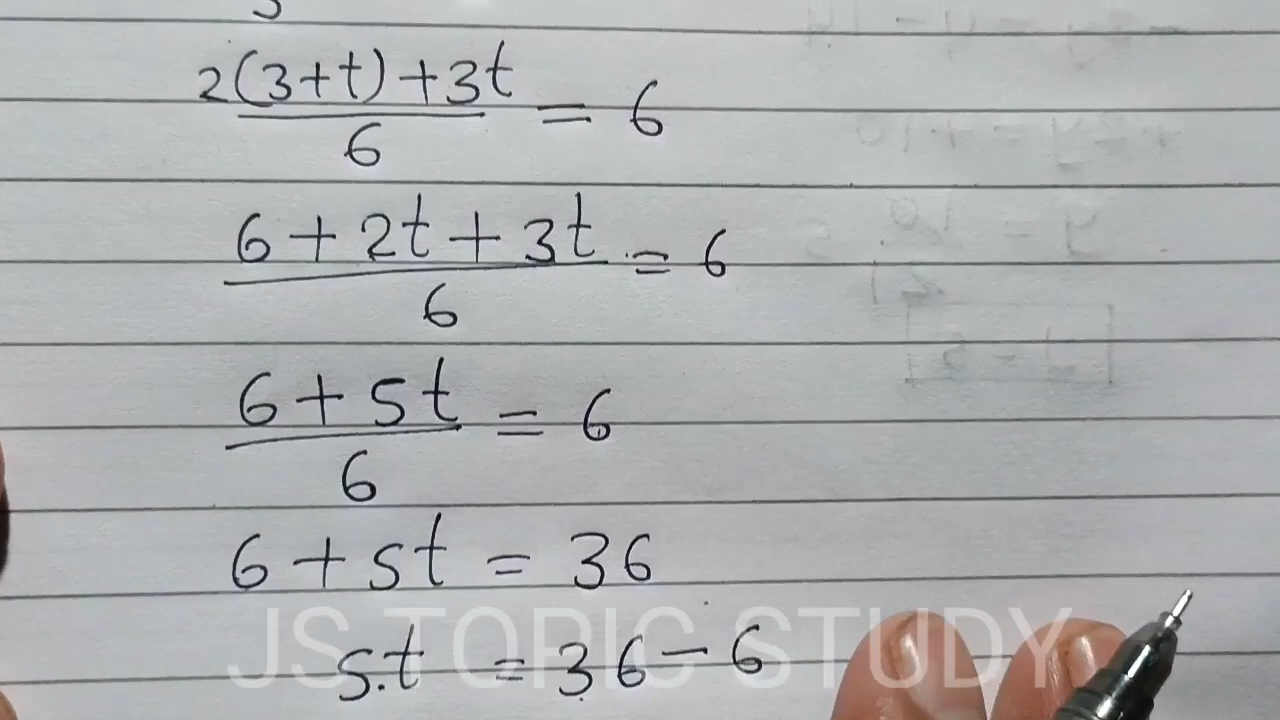 2(3+t)+3t
───────── = 6
6
6+2t+3t
─────── = 6
6
6+5t
──── = 6
6
6+5t = 36
5.t = 36-6
JS TOPIC STUDY